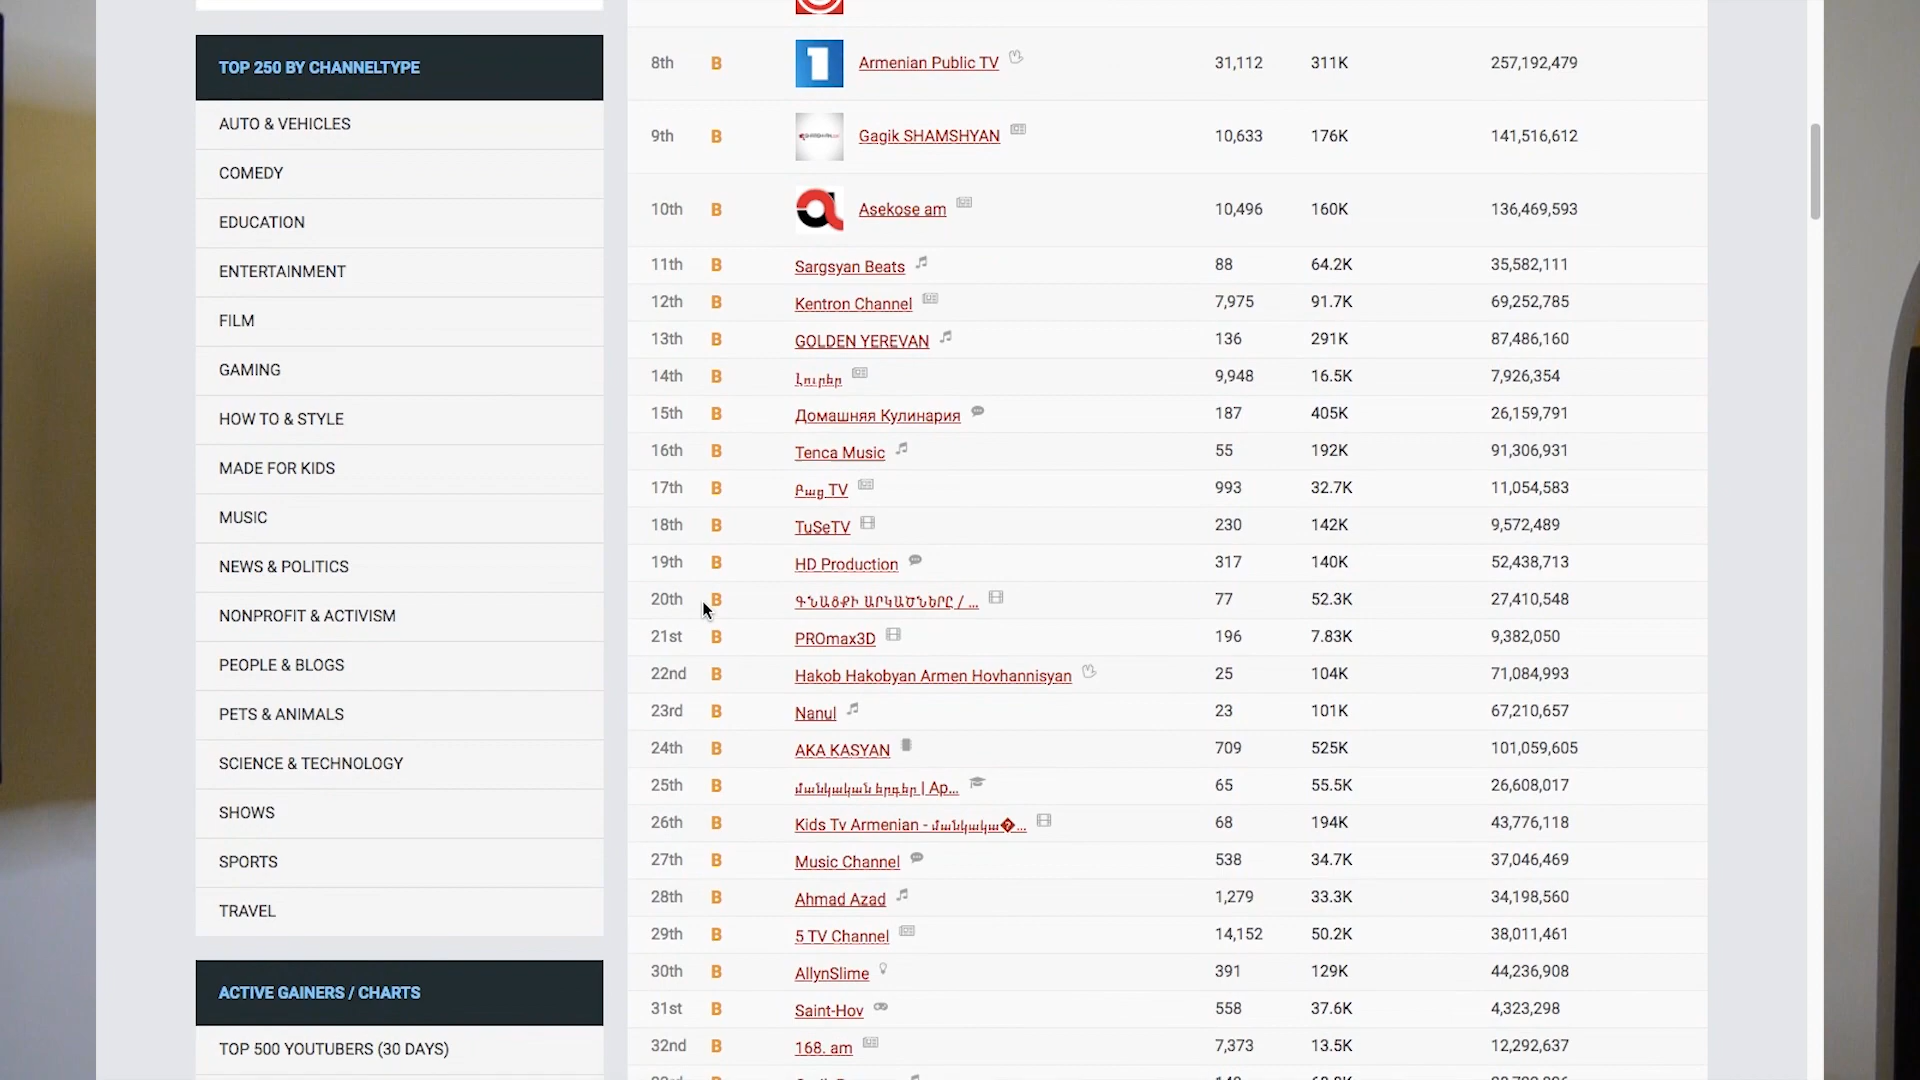 TOP 250 BY CHANNELTYPE
AUTO & VEHICLES
COMEDY
EDUCATION
ENTERTAINMENT
FILM
GAMING
HOW TO & STYLE
MADE FOR KIDS
MUSIC
NEWS & POLITICS
NONPROFIT & ACTIVISM
PEOPLE & BLOGS
PETS & ANIMALS
SCIENCE & TECHNOLOGY
SHOWS
SPORTS
TRAVEL
ACTIVE GAINERS / CHARTS
TOP 500 YOUTUBERS (30 DAYS)
8th B 1 Armenian Public TV 31,112 311K 257,192,479
9th B Gagik SHAMSHYAN 10,633 176K 141,516,612
10th B Asekose am 10,496 160K 136,469,593
11th B Sargsyan Beats 88 64.2K 35,582,111
12th B Kentron Channel 7,975 91.7K 69,252,785
13th B GOLDEN YEREVAN 136 291K 87,486,160
14th B Լուրեր 9,948 16.5K 7,926,354
15th B Домашняя Кулинария 187 405K 26,159,791
16th B Tenca Music 55 192K 91,306,931
17th B Բաց TV 993 32.7K 11,054,583
18th B TuSeTV 230 142K 9,572,489
19th B HD Production 317 140K 52,438,713
20th B ԳՆԱՑՔԻ ԱՐԿԱԾՆԵՐԸ / ... 77 52.3K 27,410,548
21st B PROmax3D 196 7.83K 9,382,050
22nd B Hakob Hakobyan Armen Hovhannisyan 25 104K 71,084,993
23rd B Nanul 23 101K 67,210,657
24th B AKA KASYAN 709 525K 101,059,605
25th B մանկական երգեր | Ap... 65 55.5K 26,608,017
26th B Kids Tv Armenian - մանկակա�... 68 194K 43,776,118
27th B Music Channel 538 34.7K 37,046,469
28th B Ahmad Azad 1,279 33.3K 34,198,560
29th B 5 TV Channel 14,152 50.2K 38,011,461
30th B AllynSlime 391 129K 44,236,908
31st B Saint-Hov 558 37.6K 4,323,298
32nd B 168. am 7,373 13.5K 12,292,637